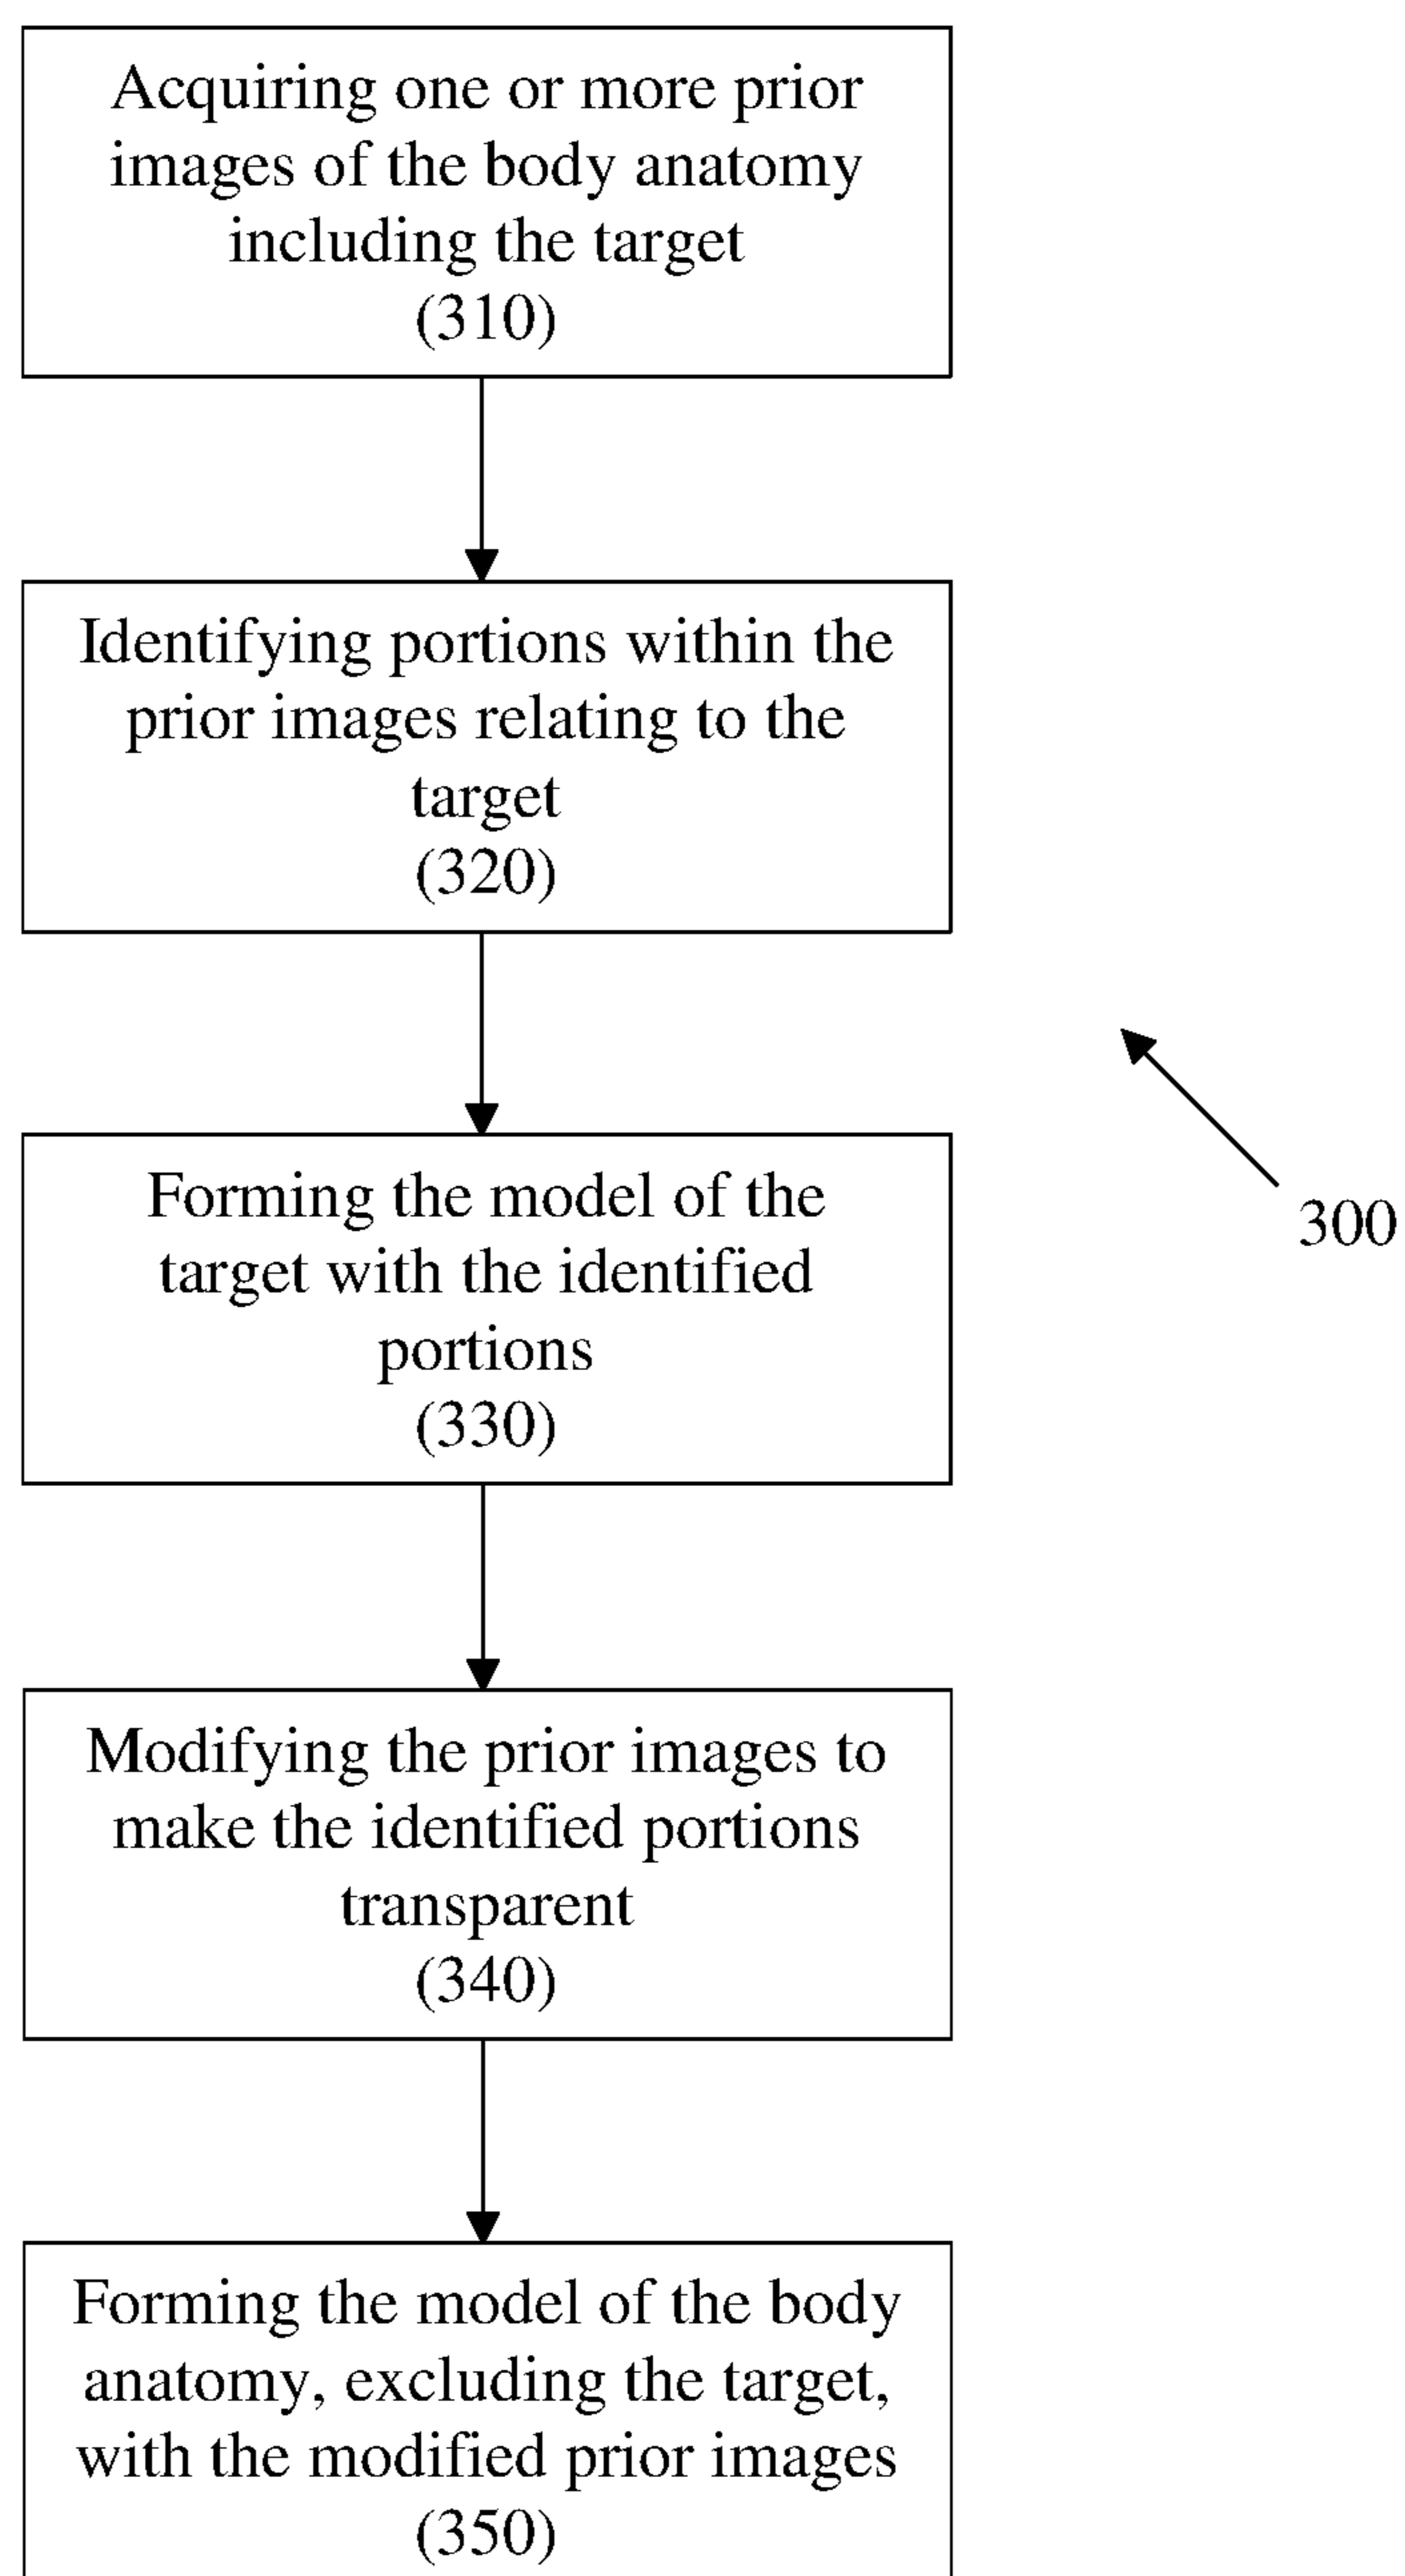 Acquiring one or more prior
images of the body anatomy
including the target
(310)
Identifying portions within the
prior images relating to the
target
(320)
Forming the model of the
target with the identified
portions
(330)
300
Modifying the prior images to
make the identified portions
transparent
(340)
Forming the model of the body
anatomy, excluding the target,
with the modified prior images
(350)